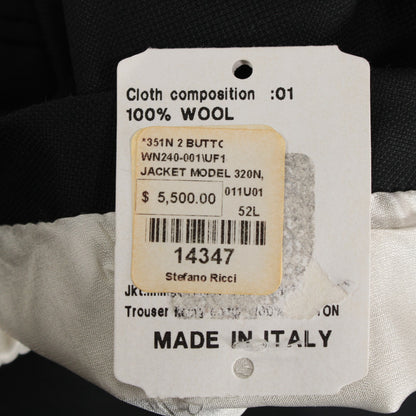 Cloth composition :01
100% WOOL
*351N 2 BUTTO
WN240-001\UF1
JACKET MODEL 320N,
$ 5,500.00 011U01
52L
14347
Stefano Ricci
Trouser
MADE IN ITALY